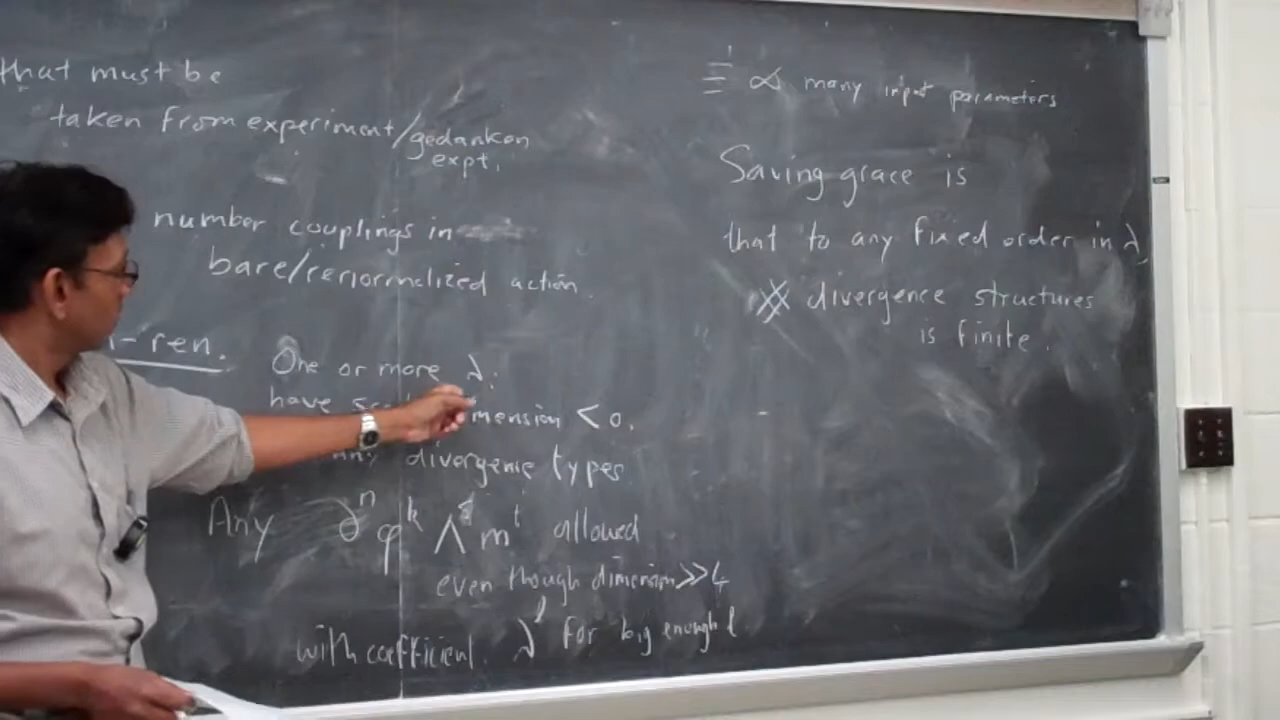 that must be
taken from experiment/gedanken
expt.
number couplings in
bare/renormalized action.
-ren.
One or more λ:
have mension < 0.
divergence types
Any ∂ⁿ φᵏ Λˢ mᵗ allowed
even though dimension >> 4
with coefficient λˡ for big enough l
≡ ∞ many input parameters
Saving grace is
that to any fixed order in λ,
# divergence structures
is finite.